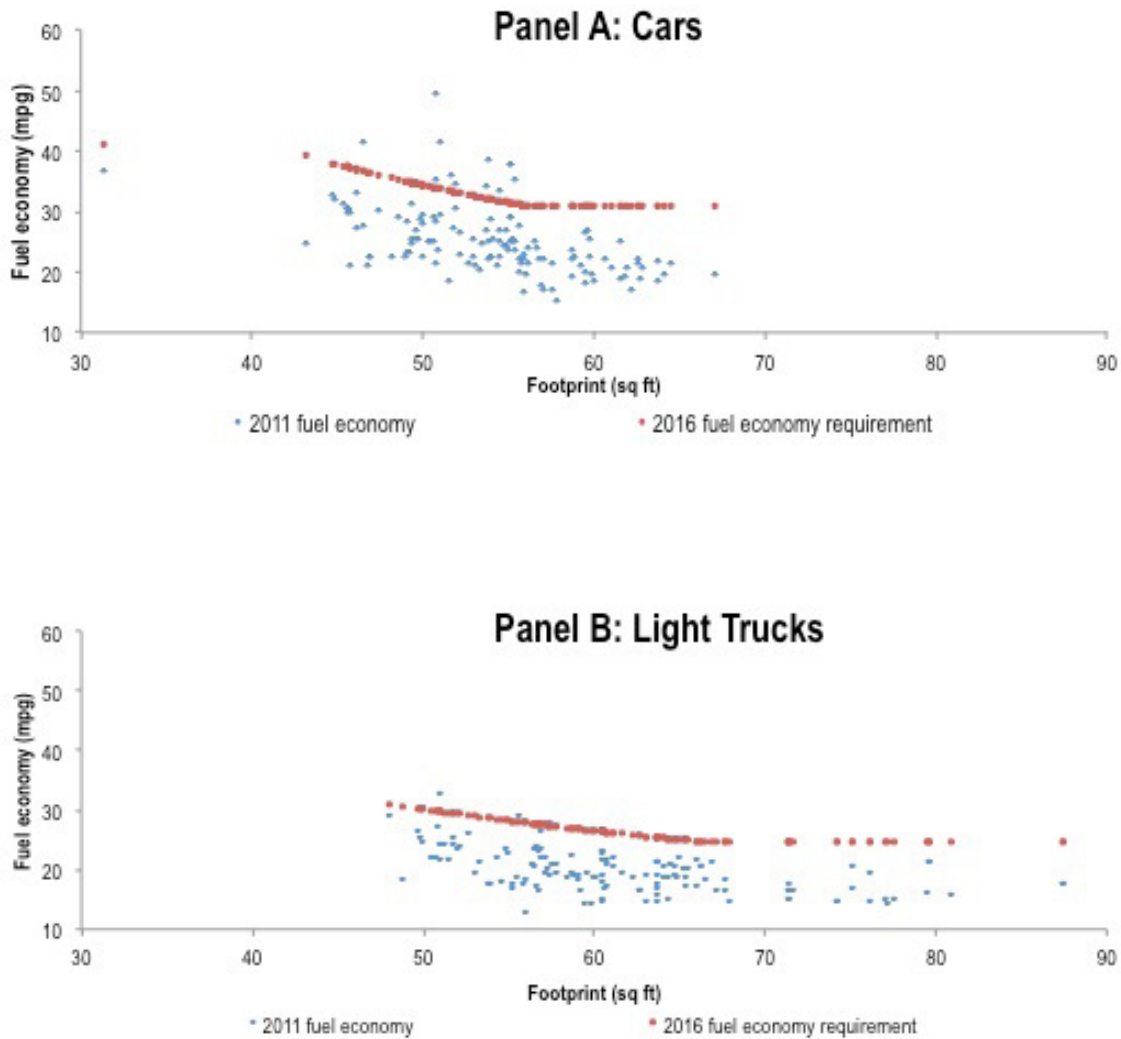 Panel A: Cars
Fuel economy (mpg)
60
50
40
30
20
10
30 40 50 60 70 80 90
Footprint (sq ft)
2011 fuel economy 2016 fuel economy requirement
Panel B: Light Trucks
Fuel economy (mpg)
60
50
40
30
20
10
30 40 50 60 70 80 90
Footprint (sq ft)
2011 fuel economy 2016 fuel economy requirement